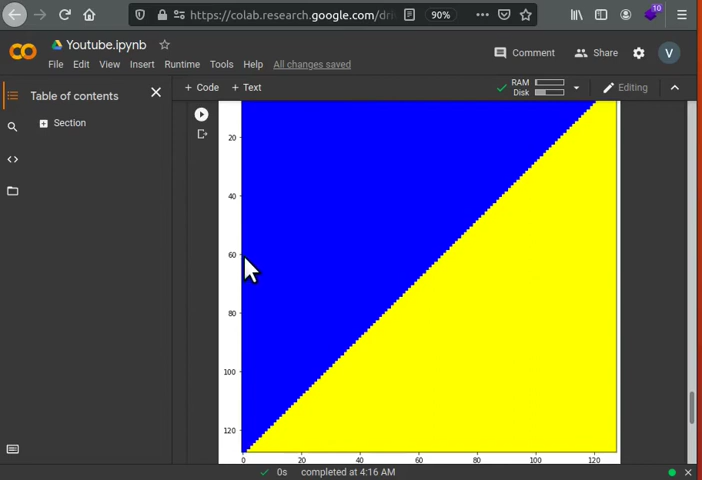 https://colab.research.google.com/dri
90%
10
Youtube.ipynb
File Edit View Insert Runtime Tools Help All changes saved
Comment
Share
V
Table of contents
+ Code + Text
RAM
Disk
Editing
Section
20
40
60
80
100
120
0 20 40 60 80 100 120
0s completed at 4:16 AM